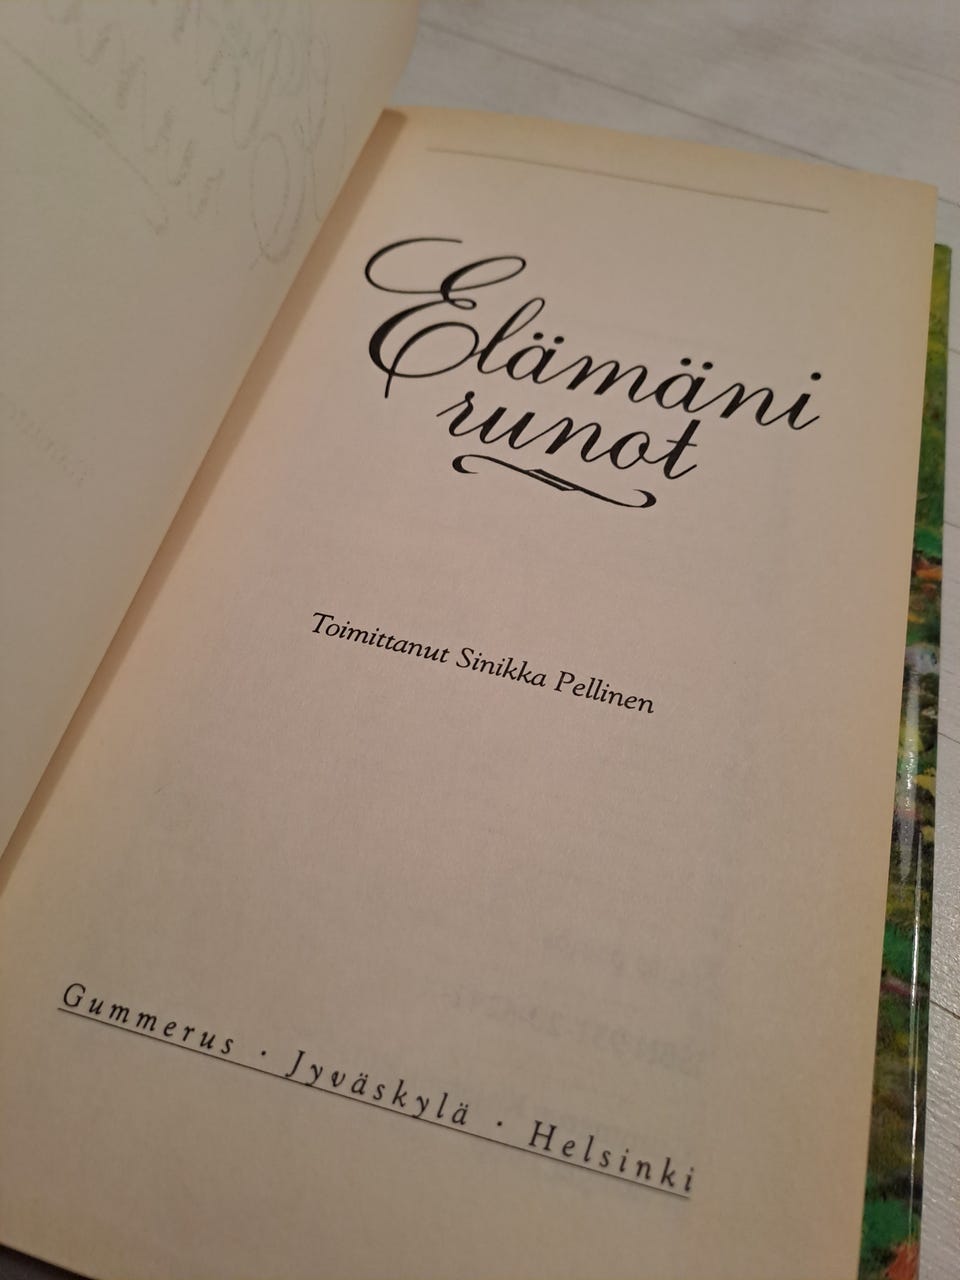 Elämäni
runot
Toimittanut Sinikka Pellinen
Gummerus · Jyväskylä · Helsinki